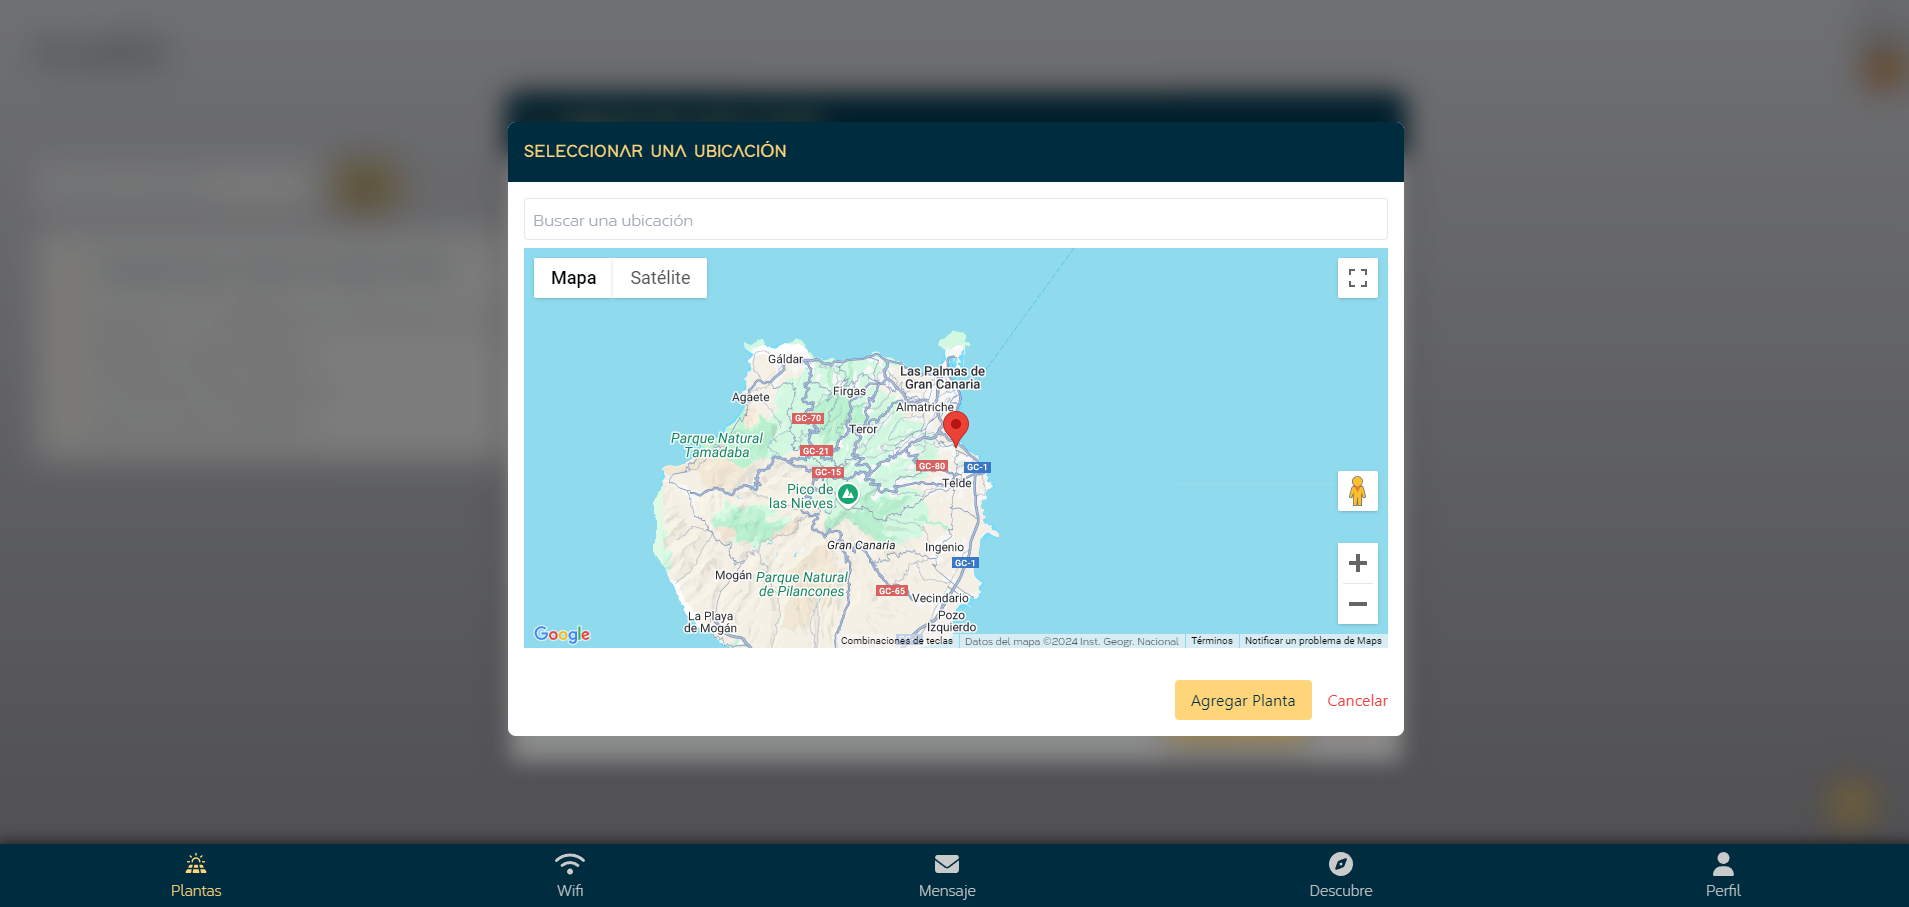 SELECCIONAR UNA UBICACIÓN
Buscar una ubicación
Mapa
Satélite
Gáldar
Las Palmas de
Gran Canaria
Agaete
Firgas
Almatriche
GC-70
Teror
Parque Natural
Tamadaba
GC-21
GC-15
GC-80
GC-1
Telde
Pico de
las Nieves
Gran Canaria
Ingenio
GC-1
Mogán
Parque Natural
de Pilancones
GC-65
Vecindario
La Playa
de Mogán
Pozo
Izquierdo
Google
Combinaciones de teclas
Datos del mapa ©2024 Inst. Geogr. Nacional
Términos
Notificar un problema de Maps
Agregar Planta
Cancelar
Plantas
Wifi
Mensaje
Descubre
Perfil